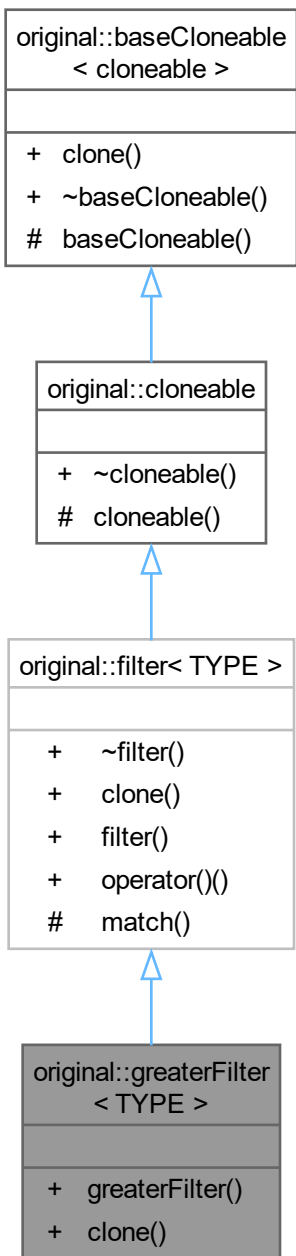 original::baseCloneable
< cloneable >
+ clone()
+ ~baseCloneable()
# baseCloneable()
original::cloneable
+ ~cloneable()
# cloneable()
original::filter< TYPE >
+ ~filter()
+ clone()
+ filter()
+ operator()()
# match()
original::greaterFilter
< TYPE >
+ greaterFilter()
+ clone()